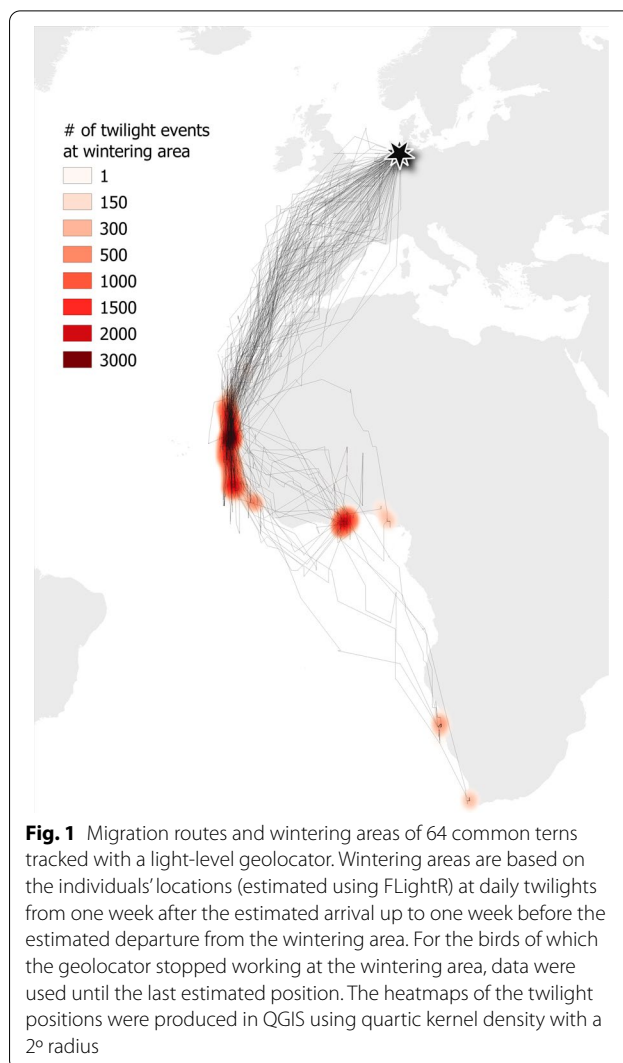 # of twilight events
at wintering area
1
150
300
500
1000
1500
2000
3000
Fig. 1 Migration routes and wintering areas of 64 common terns
tracked with a light-level geolocator. Wintering areas are based on
the individuals’ locations (estimated using FLightR) at daily twilights
from one week after the estimated arrival up to one week before the
estimated departure from the wintering area. For the birds of which
the geolocator stopped working at the wintering area, data were
used until the last estimated position. The heatmaps of the twilight
positions were produced in QGIS using quartic kernel density with a
2º radius